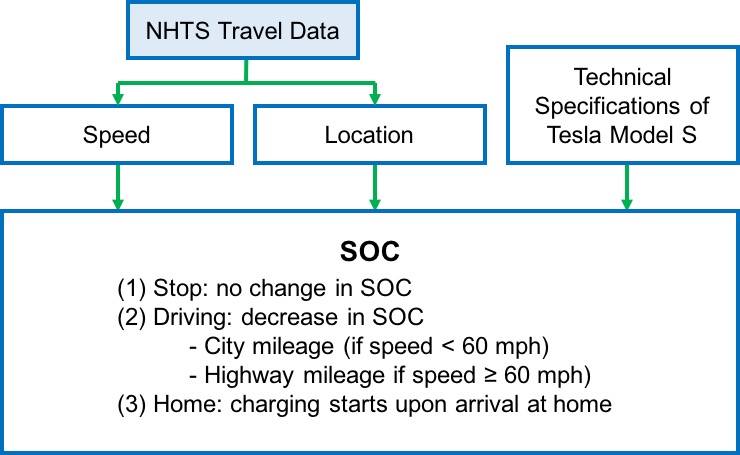 NHTS Travel Data
Speed
Location
Technical
Specifications of
Tesla Model S
SOC
(1) Stop: no change in SOC
(2) Driving: decrease in SOC
- City mileage (if speed < 60 mph)
- Highway mileage if speed ≥ 60 mph)
(3) Home: charging starts upon arrival at home